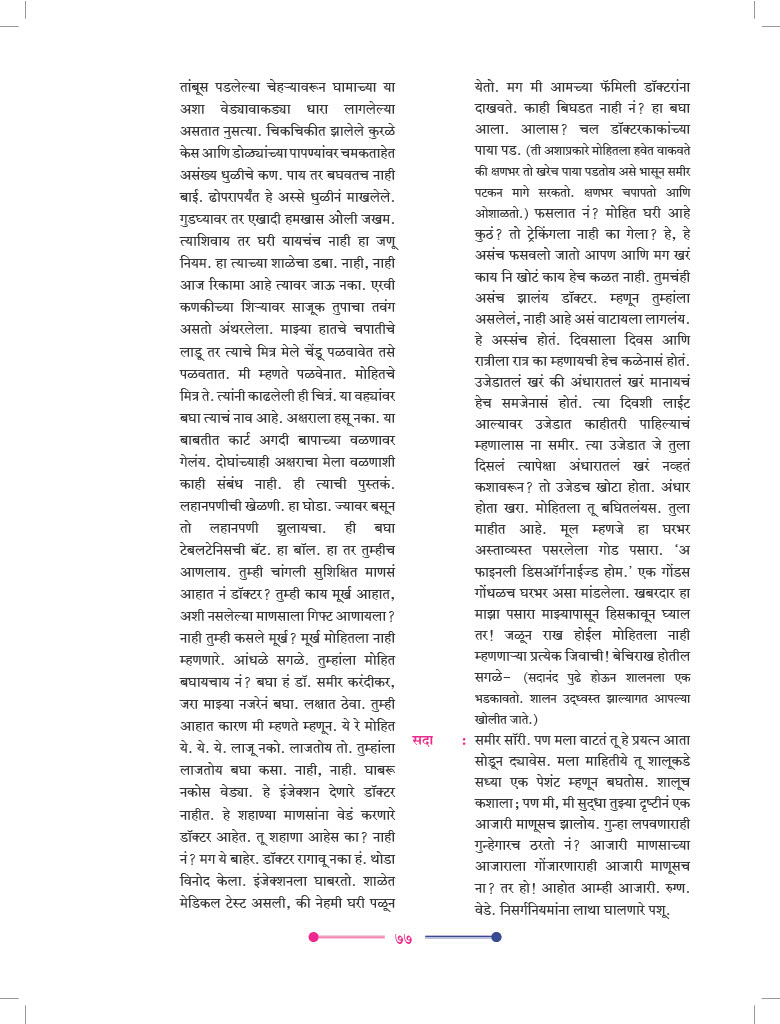 तांबूस पडलेल्या चेहऱ्यावरून घामाच्या या
अशा वेड्यावाकड्या धारा लागलेल्या
असतात नुसत्या. चिकचिकीत झालेले कुरळे
केस आणि डोळ्यांच्या पापण्यांवर चमकताहेत
असंख्य धुळीचे कण. पाय तर बघवतच नाही
बाई. ढोपरापर्यंत हे अस्से धुळीनं माखलेले.
गुडघ्यावर तर एखादी हमखास ओेली जखम.
त्याशिवाय तर घरी यायचंच नाही हा जणू
नियम. हा त्याच्या शाळेचा डबा. नाही, नाही
आज रिकामा आहे त्यावर जाऊ नका. एरवी
कणकीच्या शिऱ्यावर साजूक तुपाचा तवंग
असतो अंथरलेला. माझ्या हातचे चपातीचे
लाडू तर त्याचे मित्र मेले चेंडू पळवावेत तसे
पळवतात. मी म्हणते पळवेनात. मोहितचे
मित्र ते. त्यांनी काढलेली ही चित्रं. या वह्यांवर
बघा त्याचं नाव आहे. अक्षराला हसू नका. या
बाबतीत कार्ट अगदी बापाच्या वळणावर
गेलंय. दोघांच्याही अक्षराचा मेला वळणाशी
काही संबंध नाही. ही त्याची पुस्तकं.
लहानपणीची खेळणी. हा घोडा. ज्यावर बसून
तो लहानपणी झुलायचा. ही बघा
टेबलटेनिसची बॅट. हा बॉल. हा तर तुम्हीच
आणलाय. तुम्ही चांगली सुशिक्षित माणसं
आहात नं डॉक्टर? तुम्ही काय मूर्ख आहात,
अशी नसलेल्या माणसाला गिफ्ट आणायला?
नाही तुम्ही कसले मूर्ख? मूर्ख मोहितला नाही
म्हणणारे. आंधळे सगळे. तुम्हांला मोहित
बघायचाय नं? बघा हं डॉ. समीर करंदीकर,
जरा माझ्या नजरेनं बघा. लक्षात ठेवा. तुम्ही
आहात कारण मी म्हणते म्हणून. ये रे मोहित
ये. ये. ये. लाजू नको. लाजतोय तो. तुम्हांला
लाजतोय बघा कसा. नाही, नाही. घाबरू
नकोस वेड्या. हे इंजेक्शन देणारे डॉक्टर
नाहीत. हे शहाण्या माणसांना वेडं करणारे
डॉक्टर आहेत. तू शहाणा आहेस का? नाही
नं? मग ये बाहेर. डॉक्टर रागावू नका हं. थोडा
विनोद केला. इंजेक्शनला घाबरतो. शाळेत
मेडिकल टेस्ट असली, की नेहमी घरी पळून
येतो. मग मी आमच्या फॅमिली डॉक्टरांना
दाखवते. काही बिघडत नाही नं? हा बघा
आला. आलास? चल डॉक्टरकाकांच्या
पाया पड. (ती अशाप्रकारे मोहितला हवेत वाकवते
की क्षणभर तो खरेच पाया पडतोय असे भासून समीर
पटकन मागे सरकतो. क्षणभर चपापतो आणि
ओशाळतो.) फसलात नं? मोहित घरी आहे
कुठं? तो ट्रेकिंगला नाही का गेला? हे, हे
असंच फसवलो जातो आपण आणि मग खरं
काय नि खोटं काय हेच कळत नाही. तुमचंही
असंच झालंय डॉक्टर. म्हणून तुम्हांला
असलेलं, नाही आहे असं वाटायला लागलंय.
हे अस्संच होतं. दिवसाला दिवस आणि
रात्रीला रात्र का म्हणायची हेच कळेनासं होतं.
उजेडातलं खरं की अंधारातलं खरं मानायचं
हेच समजेनासं होतं. त्या दिवशी लाईट
आल्यावर उजेडात काहीतरी पाहिल्याचं
म्हणालास ना समीर. त्या उजेडात जे तुला
दिसलं त्यापेक्षा अंधारातलं खरं नव्हतं
कशावरून? तो उजेडच खोटा होता. अंधार
होता खरा. मोहितला तू बघितलंयस. तुला
माहीत आहे. मूल म्हणजे हा घरभर
अस्ताव्यस्त पसरलेला गोड पसारा. ‘अ
फाइनली डिसऑर्गनाईज्ड होम.’ एक गोंडस
गोंधळच घरभर असा मांडलेला. खबरदार हा
माझा पसारा माझ्यापासून हिसकावून घ्याल
तर! जळून राख होईल मोहितला नाही
म्हणणाऱ्या प्रत्येक जिवाची! बेचिराख होतील
सगळे– (सदानंद पुढे होऊन शालनला एक
भडकावतो. शालन उद्ध्वस्त झाल्यागत आपल्या
खोलीत जाते.)
सदा : समीर सॉरी. पण मला वाटतं तू हे प्रयत्न आता
सोडून द्यावेस. मला माहितीये तू शालूकडे
सध्या एक पेशंट म्हणून बघतोस. शालूच
कशाला; पण मी, मी सुद्धा तुझ्या दृष्टीनं एक
आजारी माणूसच झालोय. गुन्हा लपवणाराही
गुन्हेगारच ठरतो नं? आजारी माणसाच्या
आजाराला गोंजारणाराही आजारी माणूसच
ना? तर हो! आहोत आम्ही आजारी. रुग्ण.
वेडे. निसर्गनियमांना लाथा घालणारे पशू.
७७